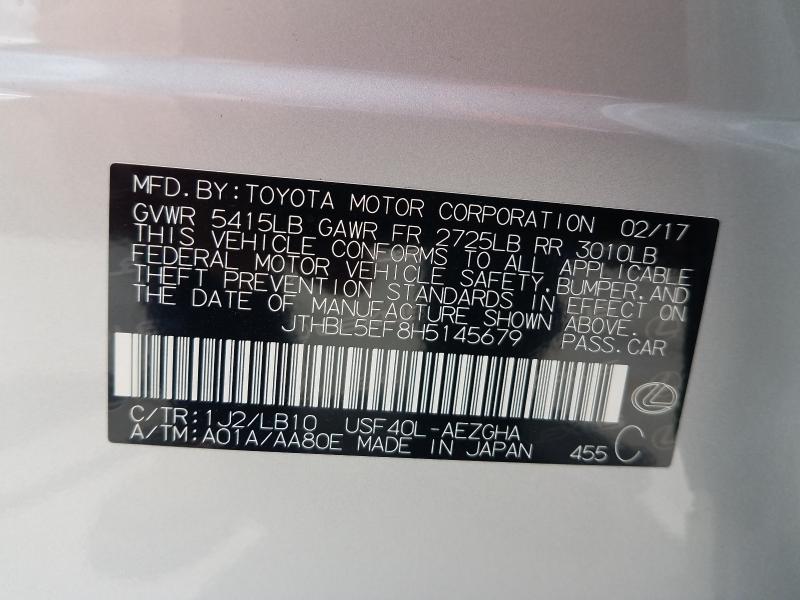 MFD. BY: TOYOTA MOTOR CORPORATION 02/17
GVWR 5415LB GAWR FR 2725LB RR 3010LB
THIS VEHICLE CONFORMS TO ALL APPLICABLE
FEDERAL MOTOR VEHICLE SAFETY, BUMPER, AND
THEFT PREVENTION STANDARDS IN EFFECT ON
THE DATE OF MANUFACTURE SHOWN ABOVE.
JTHBL5EF8H5145679 PASS. CAR
C/TR: 1J2/LB10 USF40L-AEZGHA
A/TM: A01A/AA80E MADE IN JAPAN 455 C